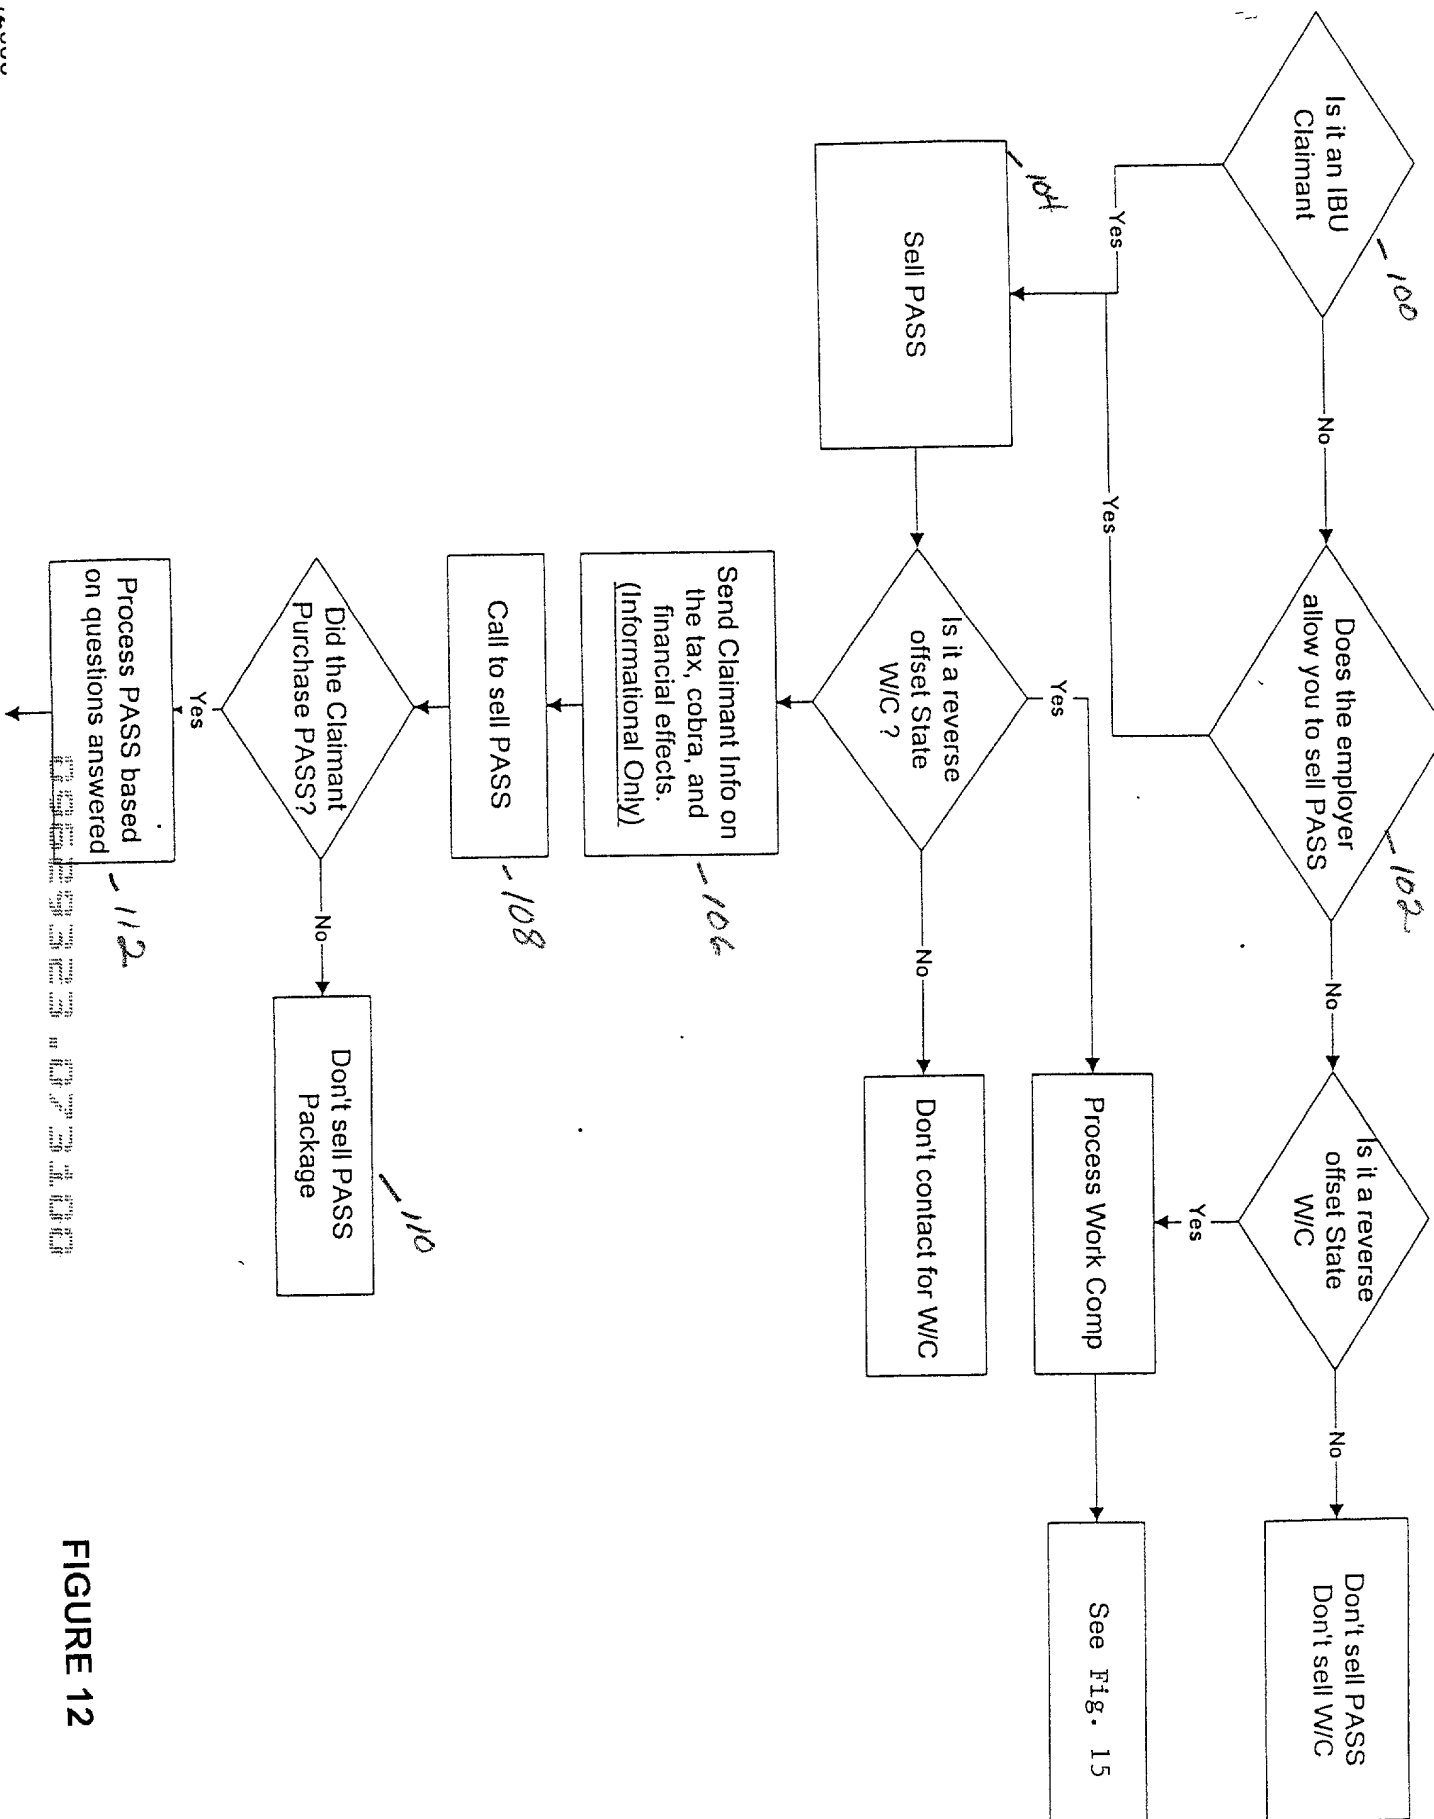 Is it an IBU
Claimant
100
No
Does the employer
allow you to sell PASS
102
No
Is it a reverse
offset State
W/C
No
Don't sell PASS
Don't sell W/C
Yes
Yes
Yes
104
Sell PASS
Is it a reverse
offset State
W/C ?
Yes
Process Work Comp
See Fig. 15
No
Don't contact for W/C
Send Claimant Info on
the tax, cobra, and
financial effects.
(Informational Only)
106
Call to sell PASS
108
Did the Claimant
Purchase PASS?
No
Don't sell PASS
Package
110
Yes
Process PASS based
on questions answered
112
09629323.073100
FIGURE 12